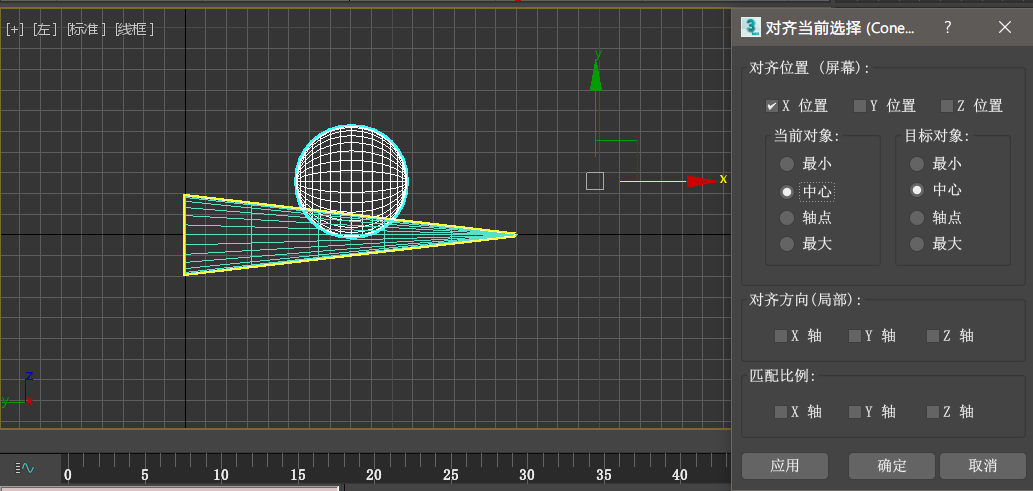 [+] [左] [标准] [线框]
y
x
z
y
x
0 5 10 15 20 25 30 35 40
3
对齐当前选择 (Cone...
?
对齐位置 (屏幕):
X 位置 Y 位置 Z 位置
当前对象: 目标对象:
最小 最小
中心 中心
轴点 轴点
最大 最大
对齐方向(局部):
X 轴 Y 轴 Z 轴
匹配比例:
X 轴 Y 轴 Z 轴
应用 确定 取消